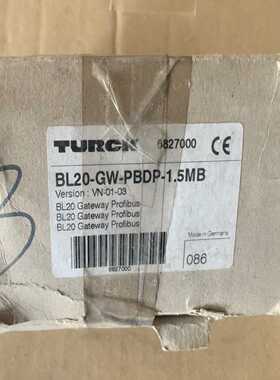 TURCK 6827000 CE
BL20-GW-PBDP-1.5MB
Version : VN-01-03
BL20 Gateway Profibus
BL20 Gateway Profibus
BL20 Gateway Profibus
6827000
Made in Germany
086